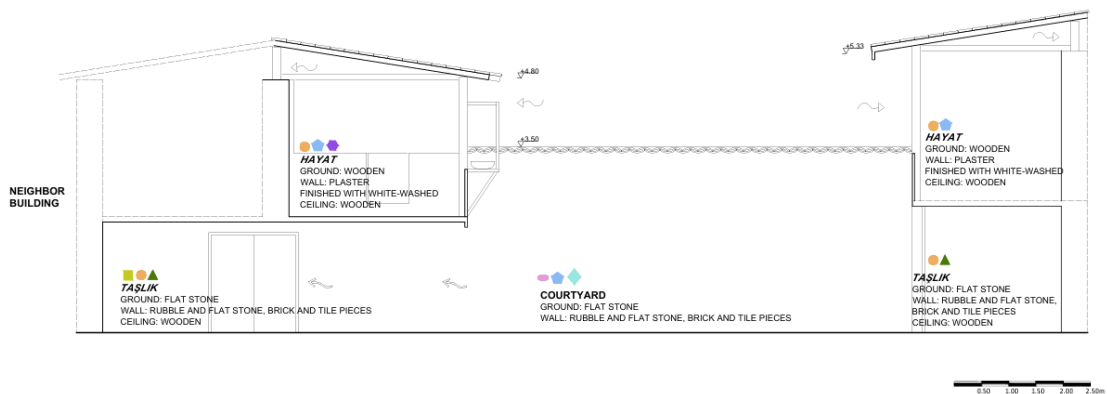 +5.33
+4.80
+3.50
HAYAT
GROUND: WOODEN
WALL: PLASTER
FINISHED WITH WHITE-WASHED
CEILING: WOODEN
HAYAT
GROUND: WOODEN
WALL: PLASTER
FINISHED WITH WHITE-WASHED
CEILING: WOODEN
NEIGHBOR
BUILDING
TAŞLIK
GROUND: FLAT STONE
WALL: RUBBLE AND FLAT STONE, BRICK AND TILE PIECES
CEILING: WOODEN
COURTYARD
GROUND: FLAT STONE
WALL: RUBBLE AND FLAT STONE, BRICK AND TILE PIECES
TAŞLIK
GROUND: FLAT STONE
WALL: RUBBLE AND FLAT STONE,
BRICK AND TILE PIECES
CEILING: WOODEN
0.50 1.00 1.50 2.00 2.50m